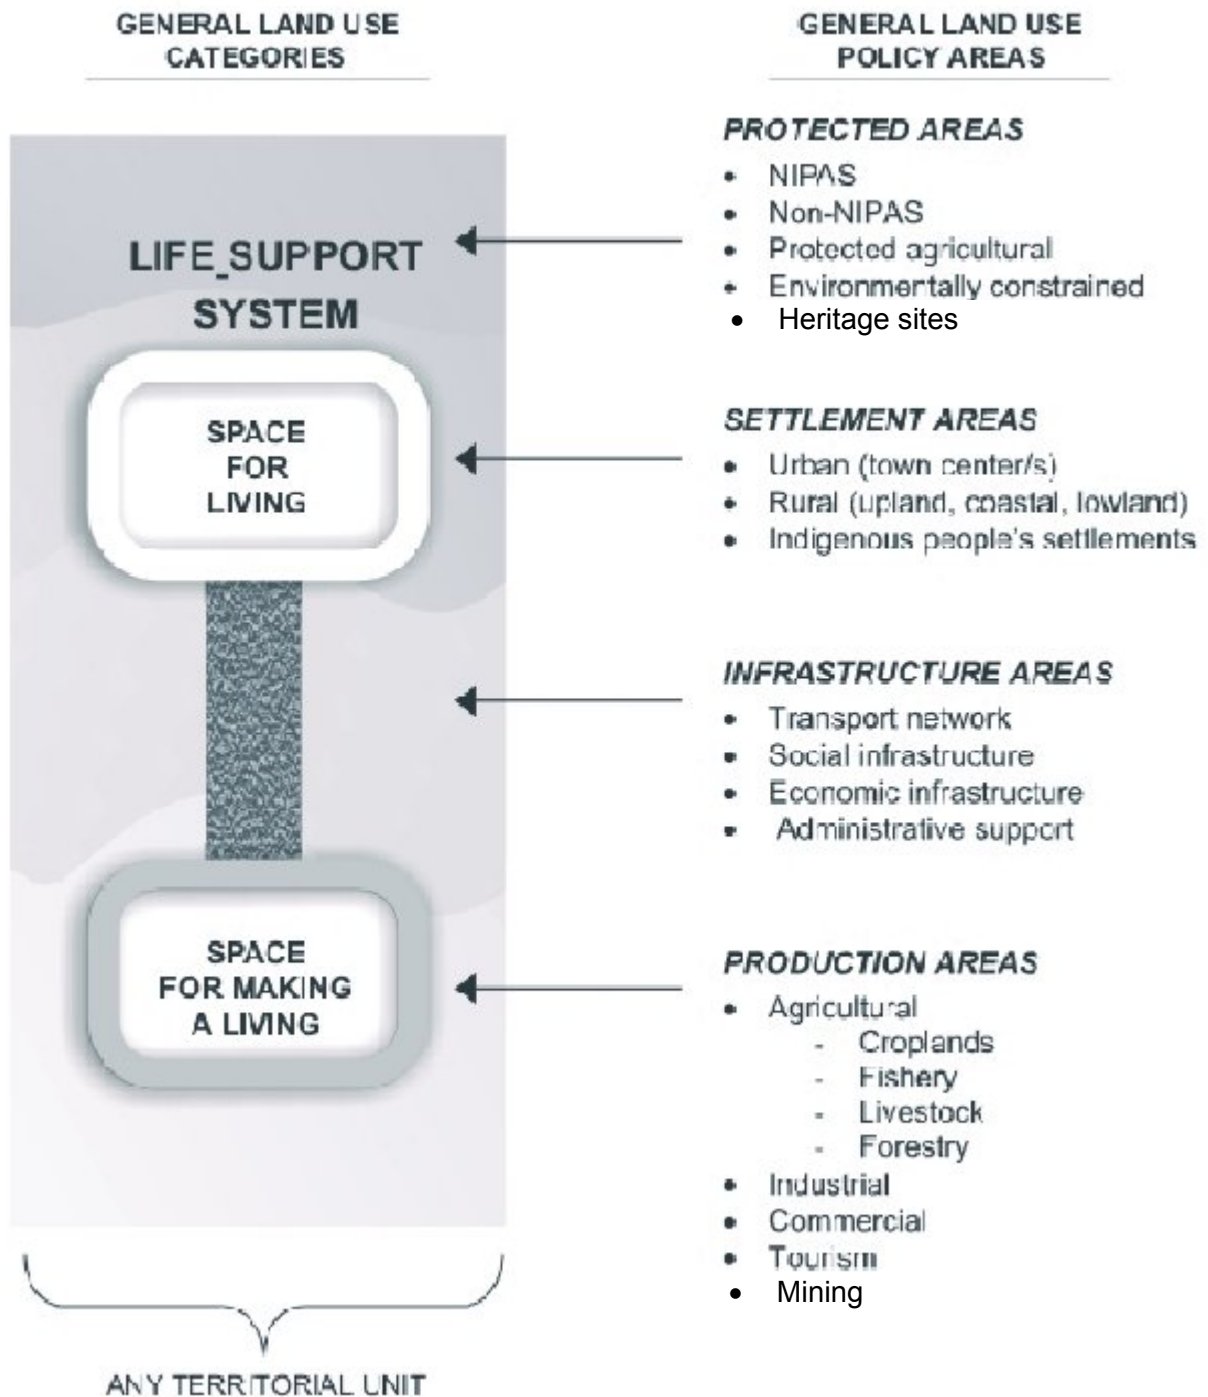 GENERAL LAND USE
CATEGORIES
GENERAL LAND USE
POLICY AREAS
LIFE_SUPPORT
SYSTEM
SPACE
FOR
LIVING
SPACE
FOR MAKING
A LIVING
ANY TERRITORIAL UNIT
PROTECTED AREAS
• NIPAS
• Non-NIPAS
• Protected agricultural
• Environmentally constrained
• Heritage sites
SETTLEMENT AREAS
• Urban (town center/s)
• Rural (upland, coastal, lowland)
• Indigenous people's settlements
INFRASTRUCTURE AREAS
• Transport network
• Social infrastructure
• Economic infrastructure
• Administrative support
PRODUCTION AREAS
• Agricultural
- Croplands
- Fishery
- Livestock
- Forestry
• Industrial
• Commercial
• Tourism
• Mining